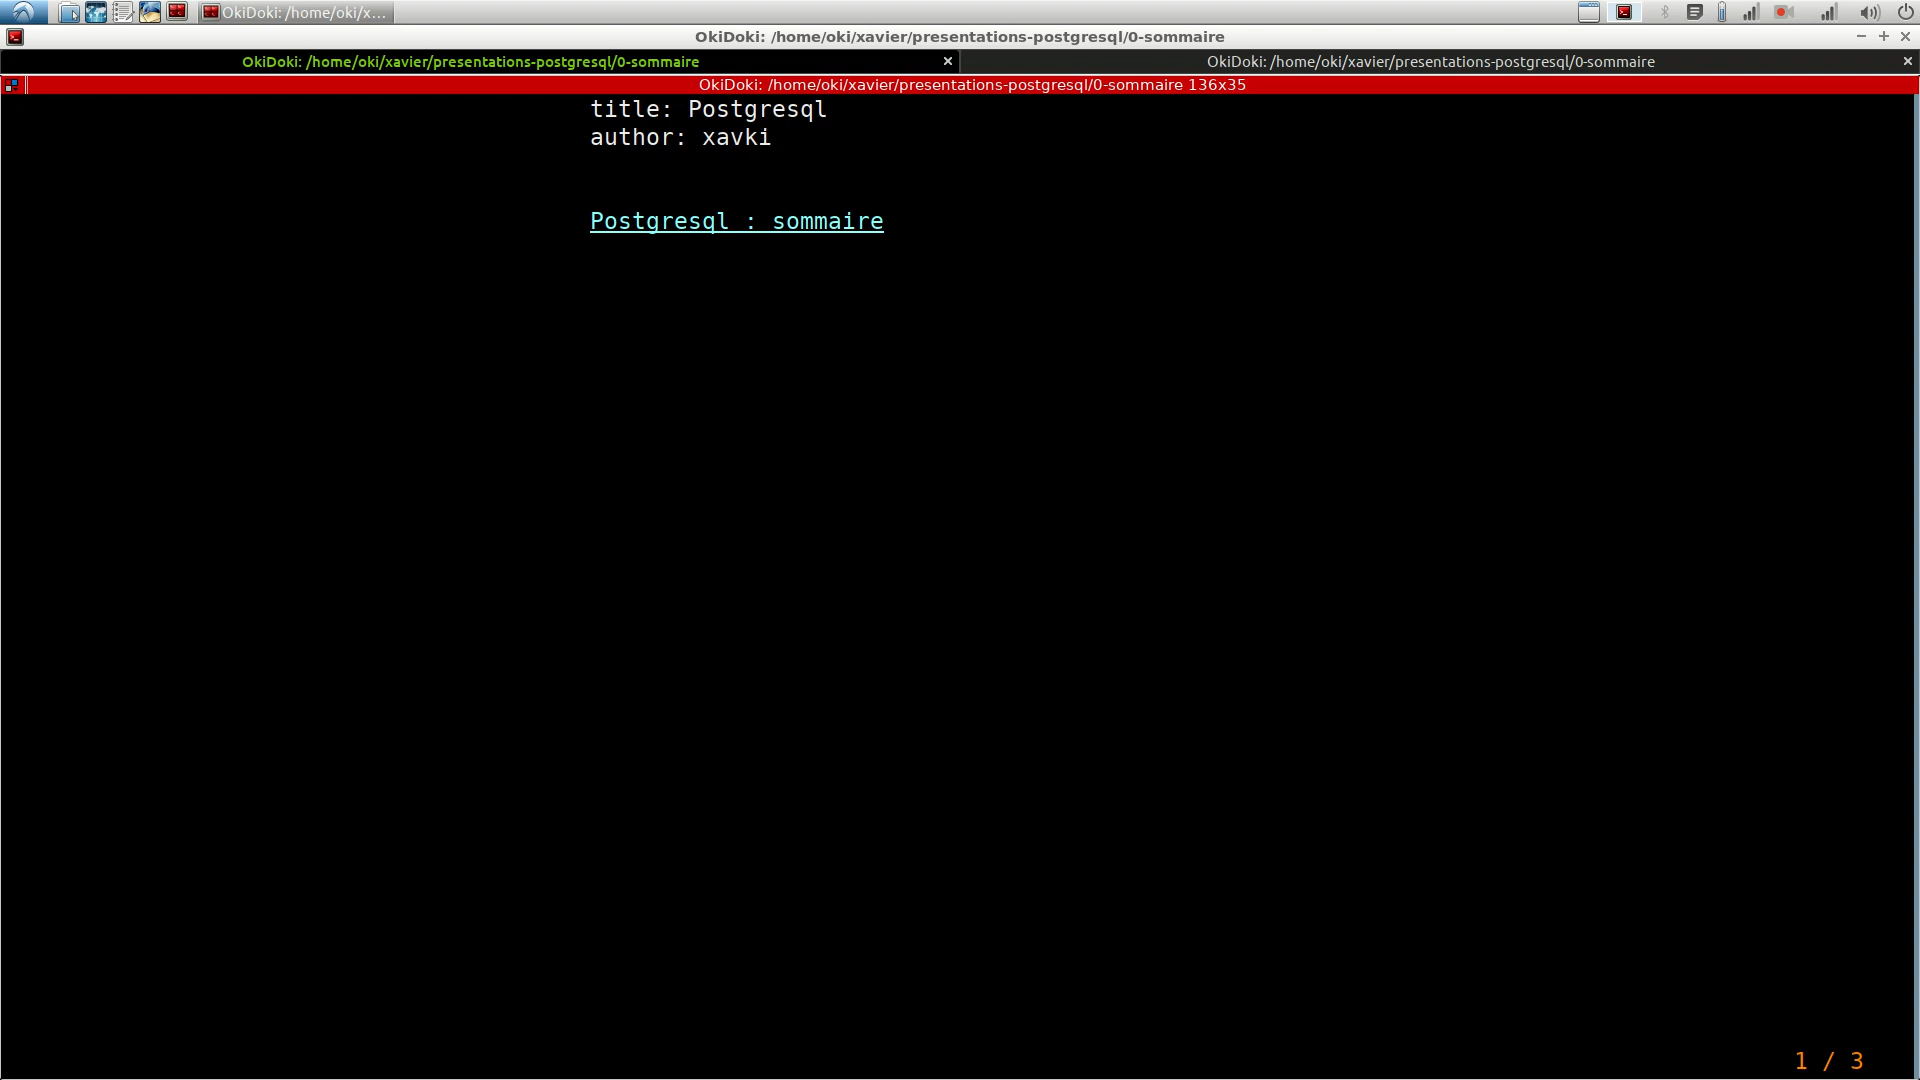 OkiDoki: /home/oki/x...
OkiDoki: /home/oki/xavier/presentations-postgresql/0-sommaire
OkiDoki: /home/oki/xavier/presentations-postgresql/0-sommaire
OkiDoki: /home/oki/xavier/presentations-postgresql/0-sommaire
OkiDoki: /home/oki/xavier/presentations-postgresql/0-sommaire 136x35
title: Postgresql
author: xavki
Postgresql : sommaire
1 / 3